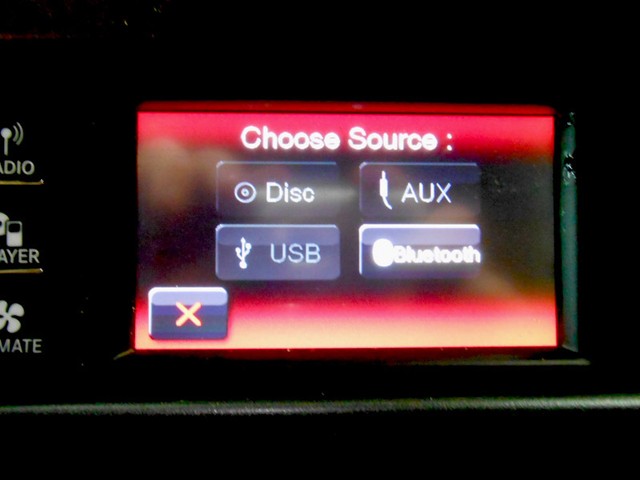 Choose Source :
Disc
AUX
USB
Bluetooth
ADIO
AYER
MATE